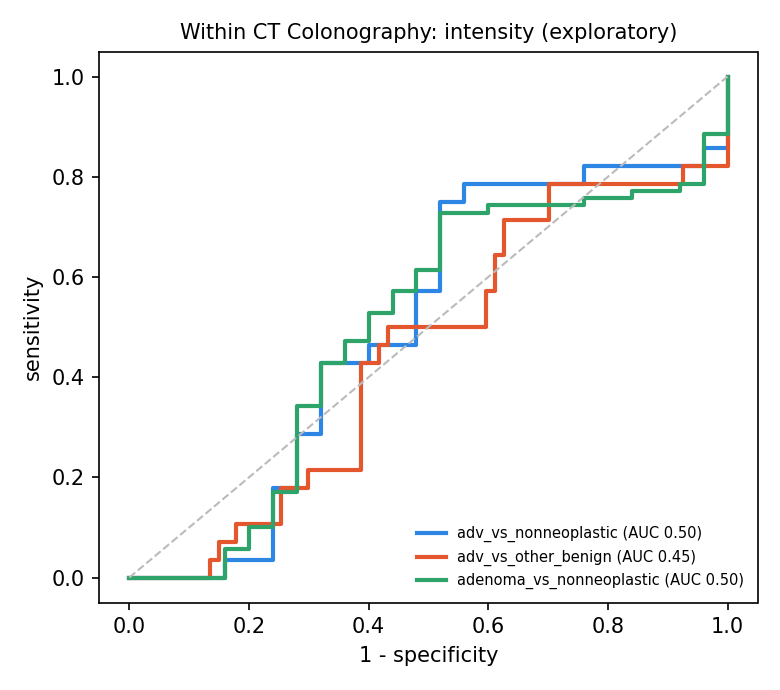 Within CT Colonography: intensity (exploratory)
1.0
0.8
0.6
0.4
0.2
0.0
sensitivity
adv_vs_nonneoplastic (AUC 0.50)
adv_vs_other_benign (AUC 0.45)
adenoma_vs_nonneoplastic (AUC 0.50)
0.0 0.2 0.4 0.6 0.8 1.0
1 - specificity